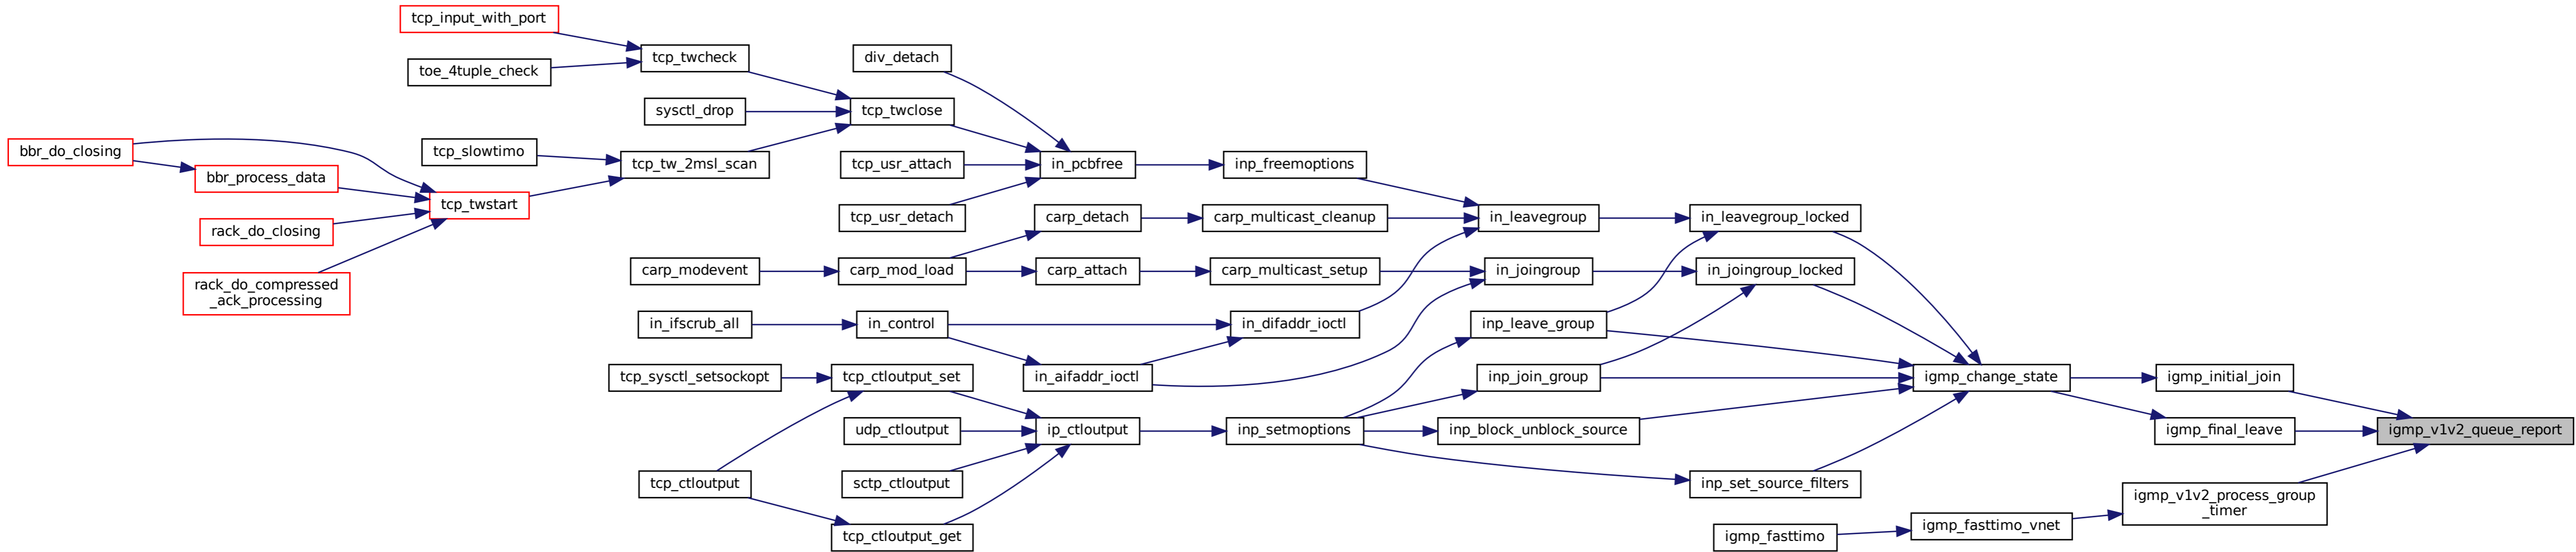 tcp_input_with_port
toe_4tuple_check
tcp_twcheck
div_detach
sysctl_drop
tcp_twclose
bbr_do_closing
tcp_slowtimo
tcp_tw_2msl_scan
tcp_usr_attach
in_pcbfree
inp_freemoptions
bbr_process_data
tcp_twstart
rack_do_closing
rack_do_compressed
_ack_processing
tcp_usr_detach
carp_detach
carp_multicast_cleanup
in_leavegroup
in_leavegroup_locked
carp_modevent
carp_mod_load
carp_attach
carp_multicast_setup
in_joingroup
in_joingroup_locked
in_ifscrub_all
in_control
in_difaddr_ioctl
inp_leave_group
tcp_sysctl_setsockopt
tcp_ctloutput_set
in_aifaddr_ioctl
inp_join_group
igmp_change_state
igmp_initial_join
udp_ctloutput
ip_ctloutput
inp_setmoptions
inp_block_unblock_source
igmp_final_leave
igmp_v1v2_queue_report
tcp_ctloutput
sctp_ctloutput
inp_set_source_filters
igmp_v1v2_process_group
_timer
tcp_ctloutput_get
igmp_fasttimo
igmp_fasttimo_vnet